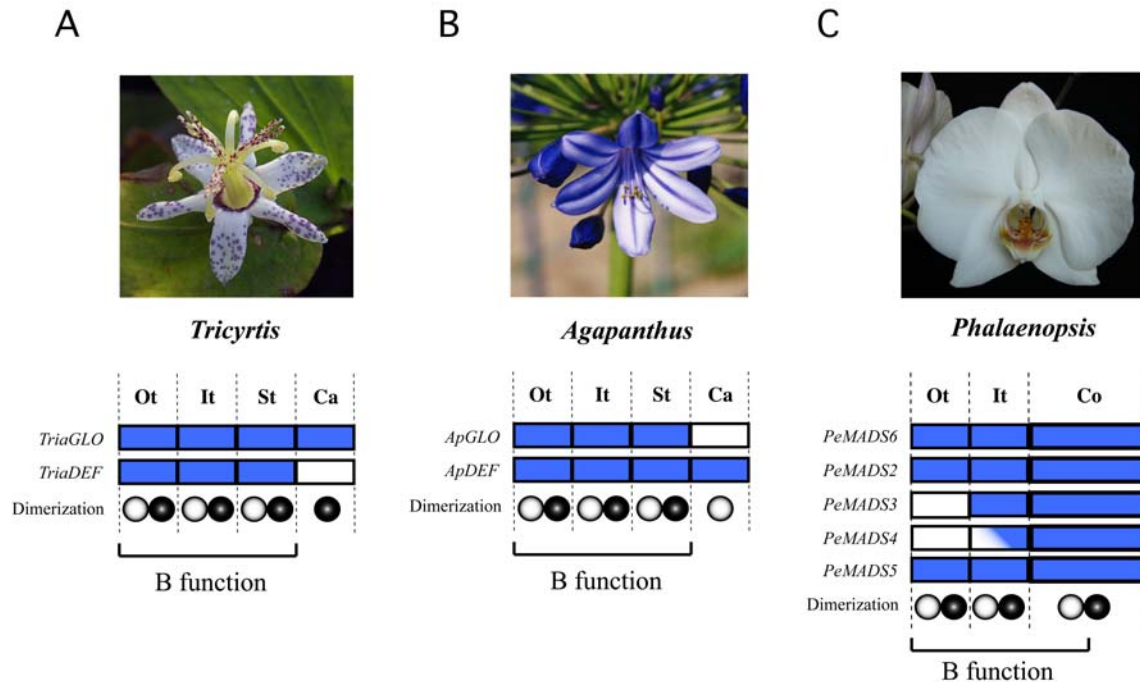 A
Tricyrtis
Ot It St Ca
TriaGLO
TriaDEF
Dimerization
B function
B
Agapanthus
Ot It St Ca
ApGLO
ApDEF
Dimerization
B function
C
Phalaenopsis
Ot It Co
PeMADS6
PeMADS2
PeMADS3
PeMADS4
PeMADS5
Dimerization
B function